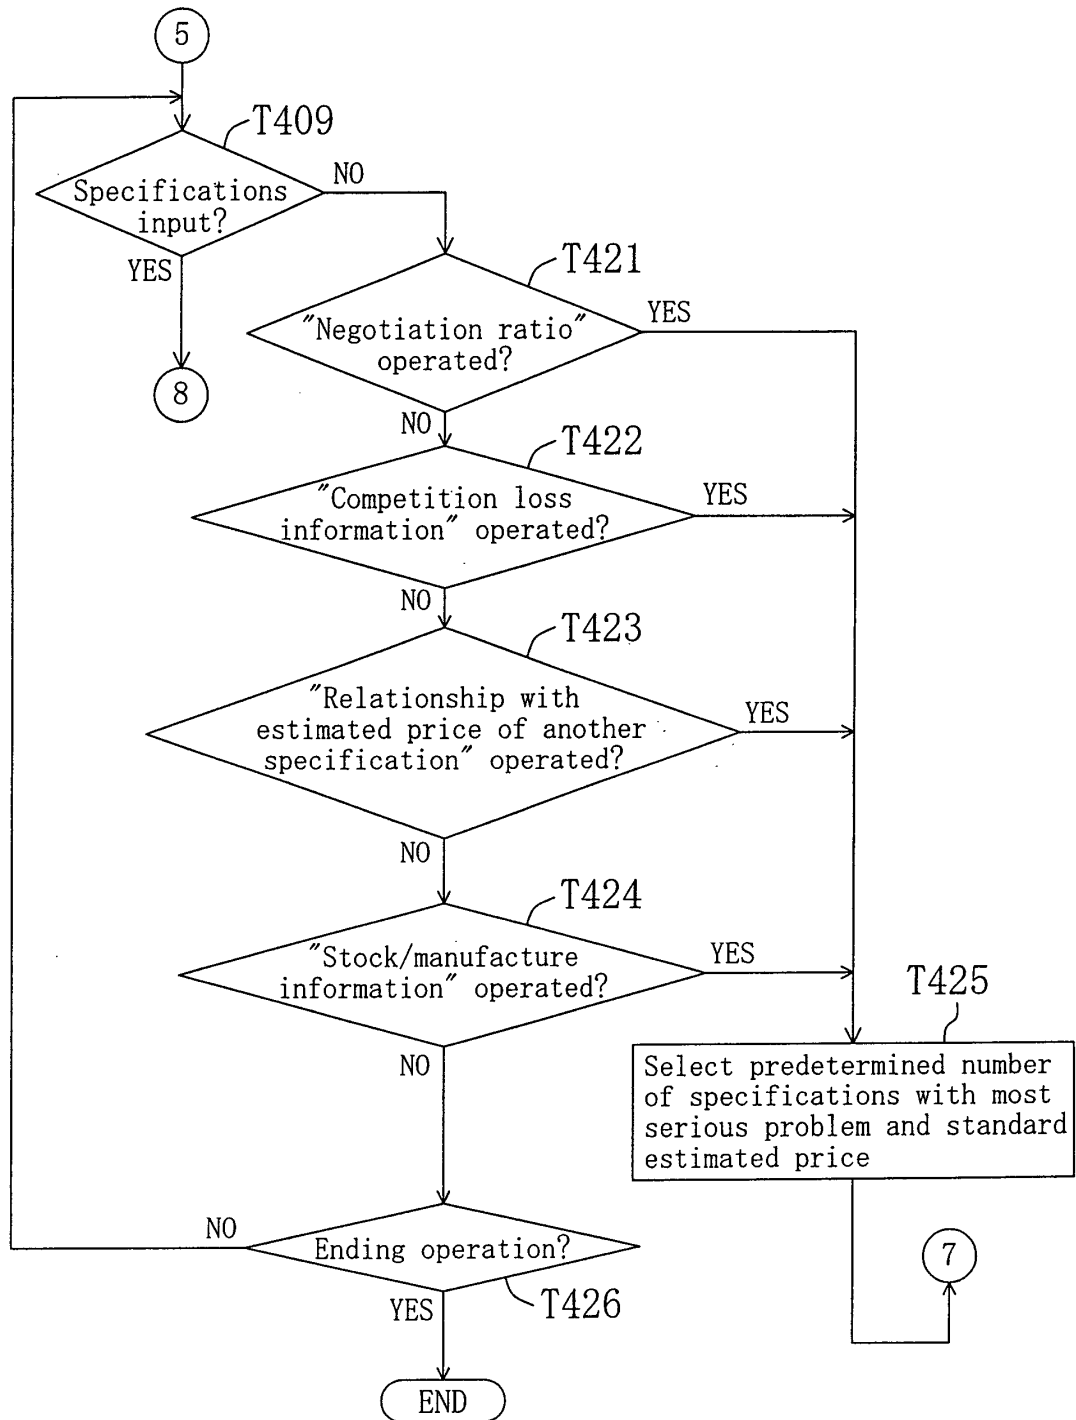 5
T409
NO
Specifications
input?
YES
T421
YES
"Negotiation ratio"
operated?
8
NO
T422
YES
"Competition loss
information" operated?
NO
T423
"Relationship with
estimated price of another
specification" operated?
YES
NO
T424
"Stock/manufacture
information" operated?
YES
T425
NO
Select predetermined number
of specifications with most
serious problem and standard
estimated price
NO
Ending operation?
7
YES
T426
END